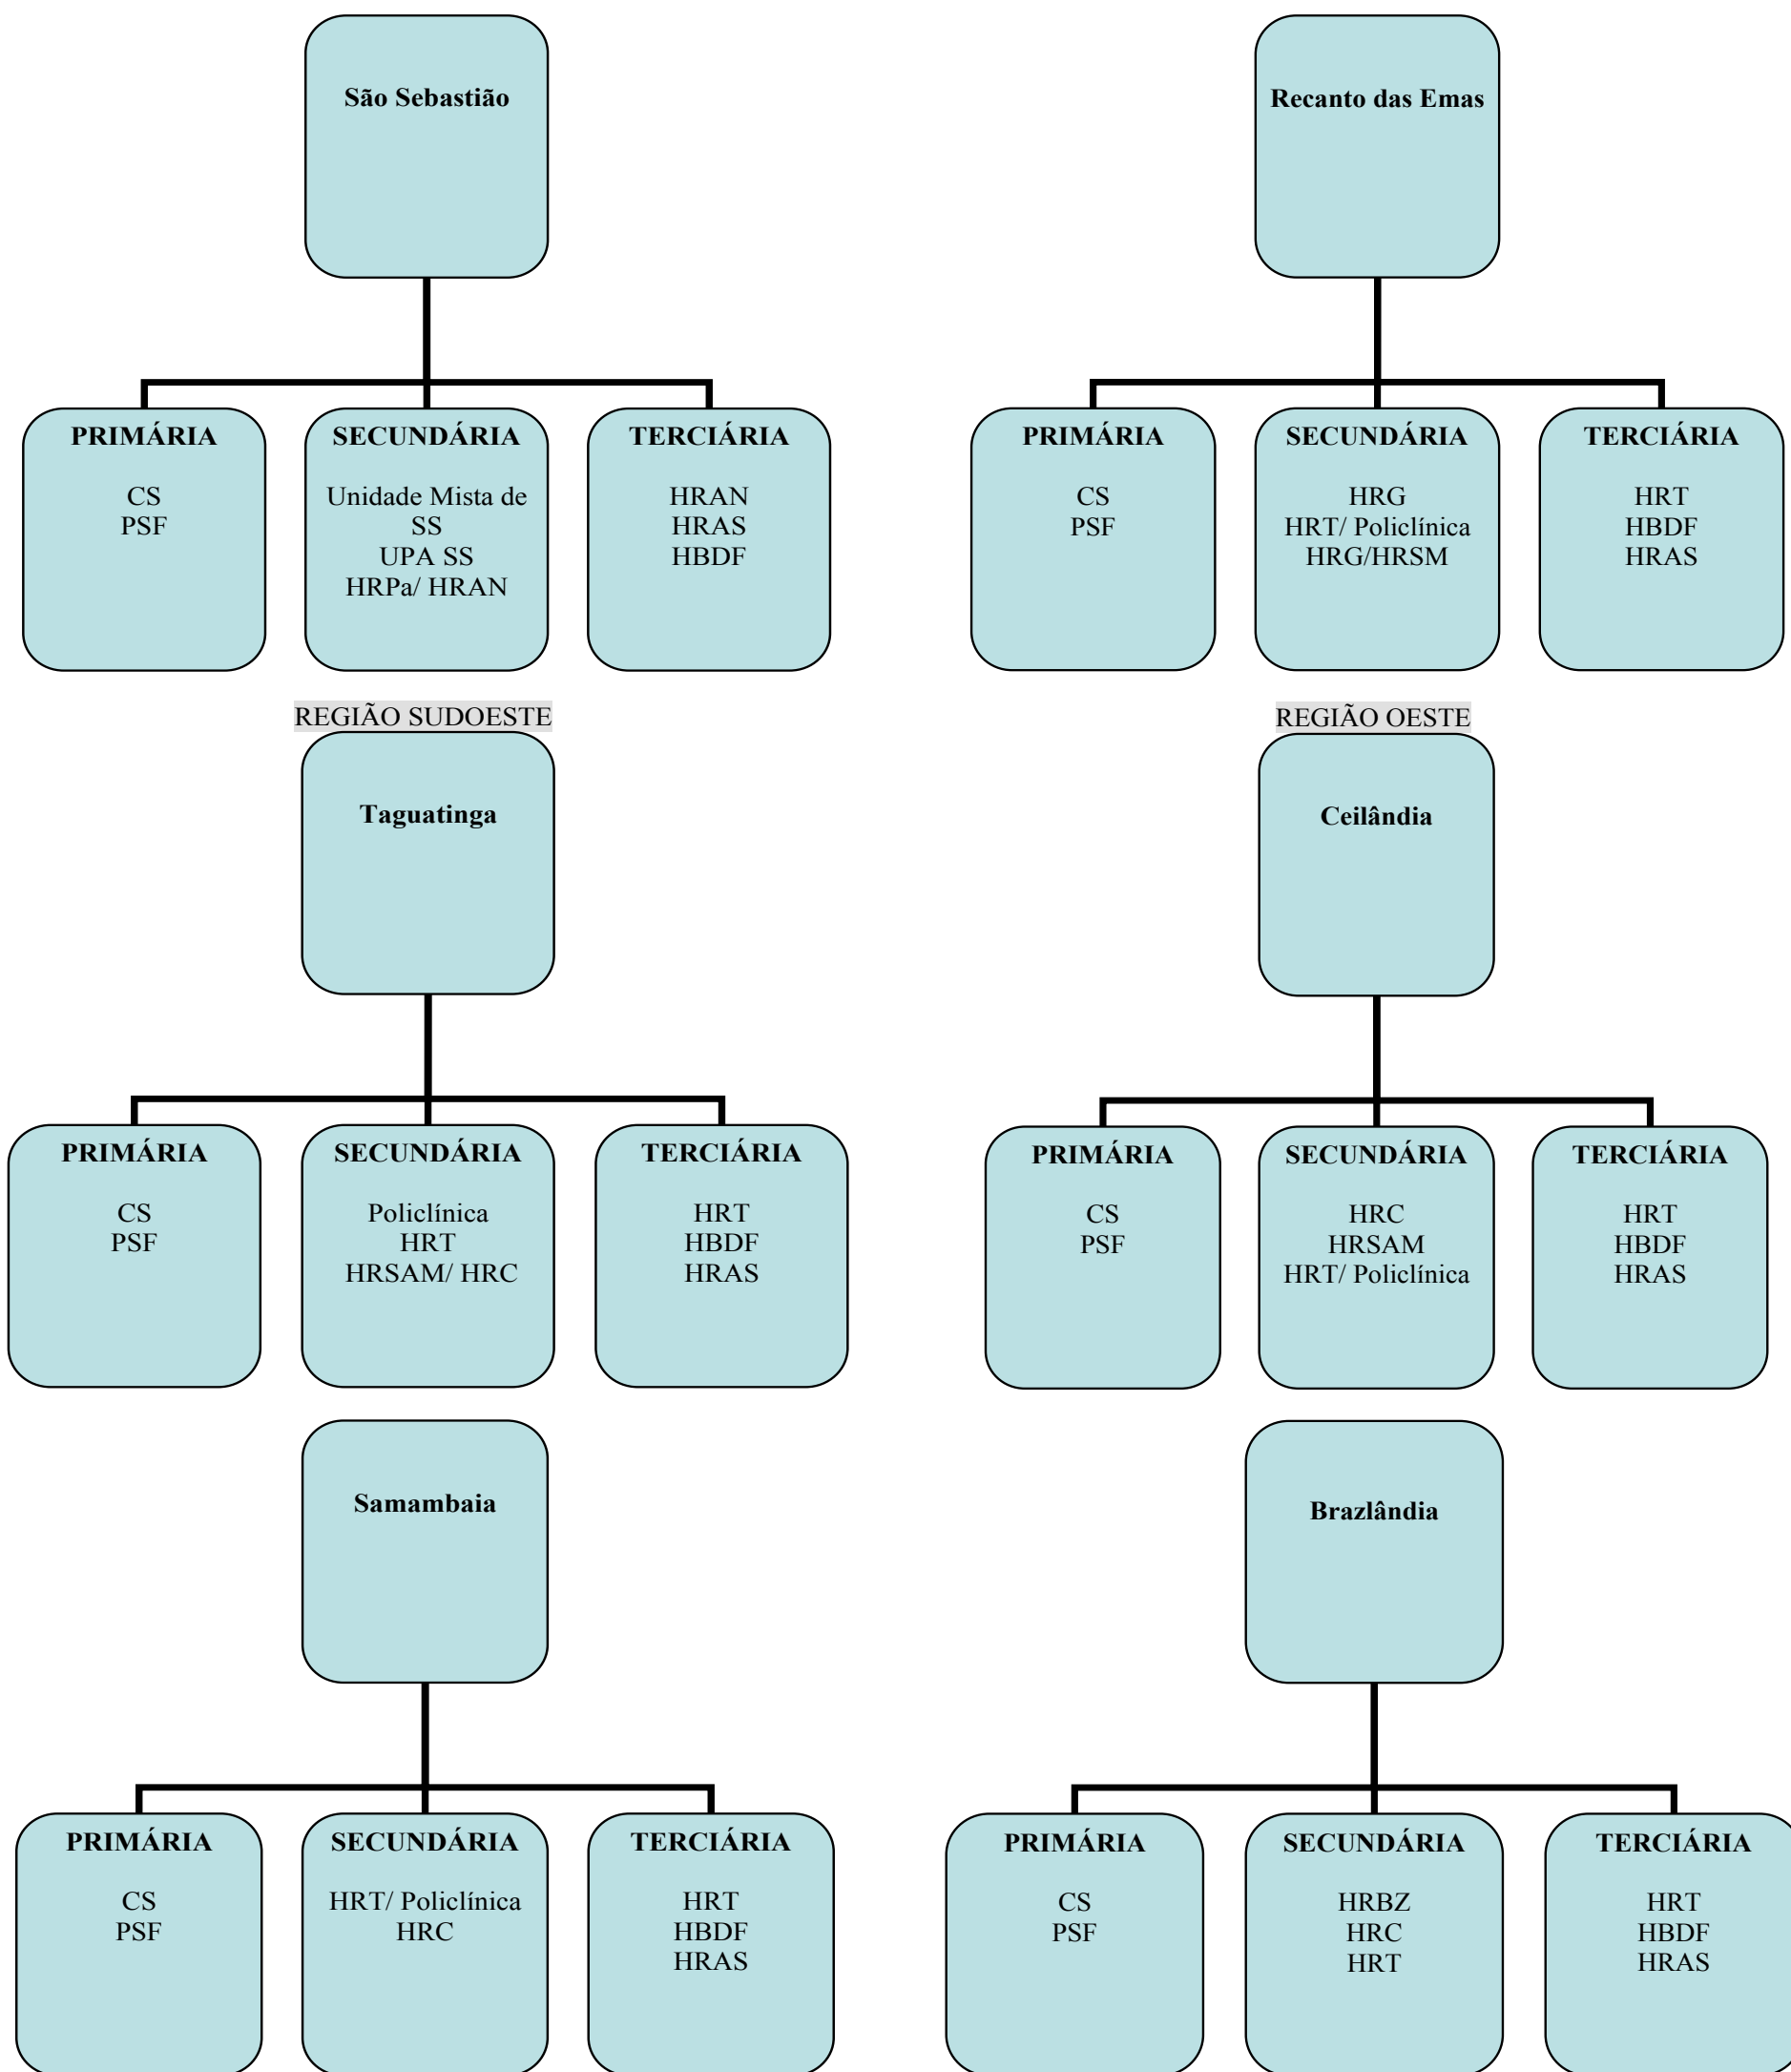 São Sebastião
PRIMÁRIA
CS
PSF
SECUNDÁRIA
Unidade Mista de
SS
UPA SS
HRPa/ HRAN
TERCIÁRIA
HRAN
HRAS
HBDF
Recanto das Emas
PRIMÁRIA
CS
PSF
SECUNDÁRIA
HRG
HRT/ Policlínica
HRG/HRSM
TERCIÁRIA
HRT
HBDF
HRAS
REGIÃO SUDOESTE
Taguatinga
PRIMÁRIA
CS
PSF
SECUNDÁRIA
Policlínica
HRT
HRSAM/ HRC
TERCIÁRIA
HRT
HBDF
HRAS
REGIÃO OESTE
Ceilândia
PRIMÁRIA
CS
PSF
SECUNDÁRIA
HRC
HRSAM
HRT/ Policlínica
TERCIÁRIA
HRT
HBDF
HRAS
Samambaia
PRIMÁRIA
CS
PSF
SECUNDÁRIA
HRT/ Policlínica
HRC
TERCIÁRIA
HRT
HBDF
HRAS
Brazlândia
PRIMÁRIA
CS
PSF
SECUNDÁRIA
HRBZ
HRC
HRT
TERCIÁRIA
HRT
HBDF
HRAS